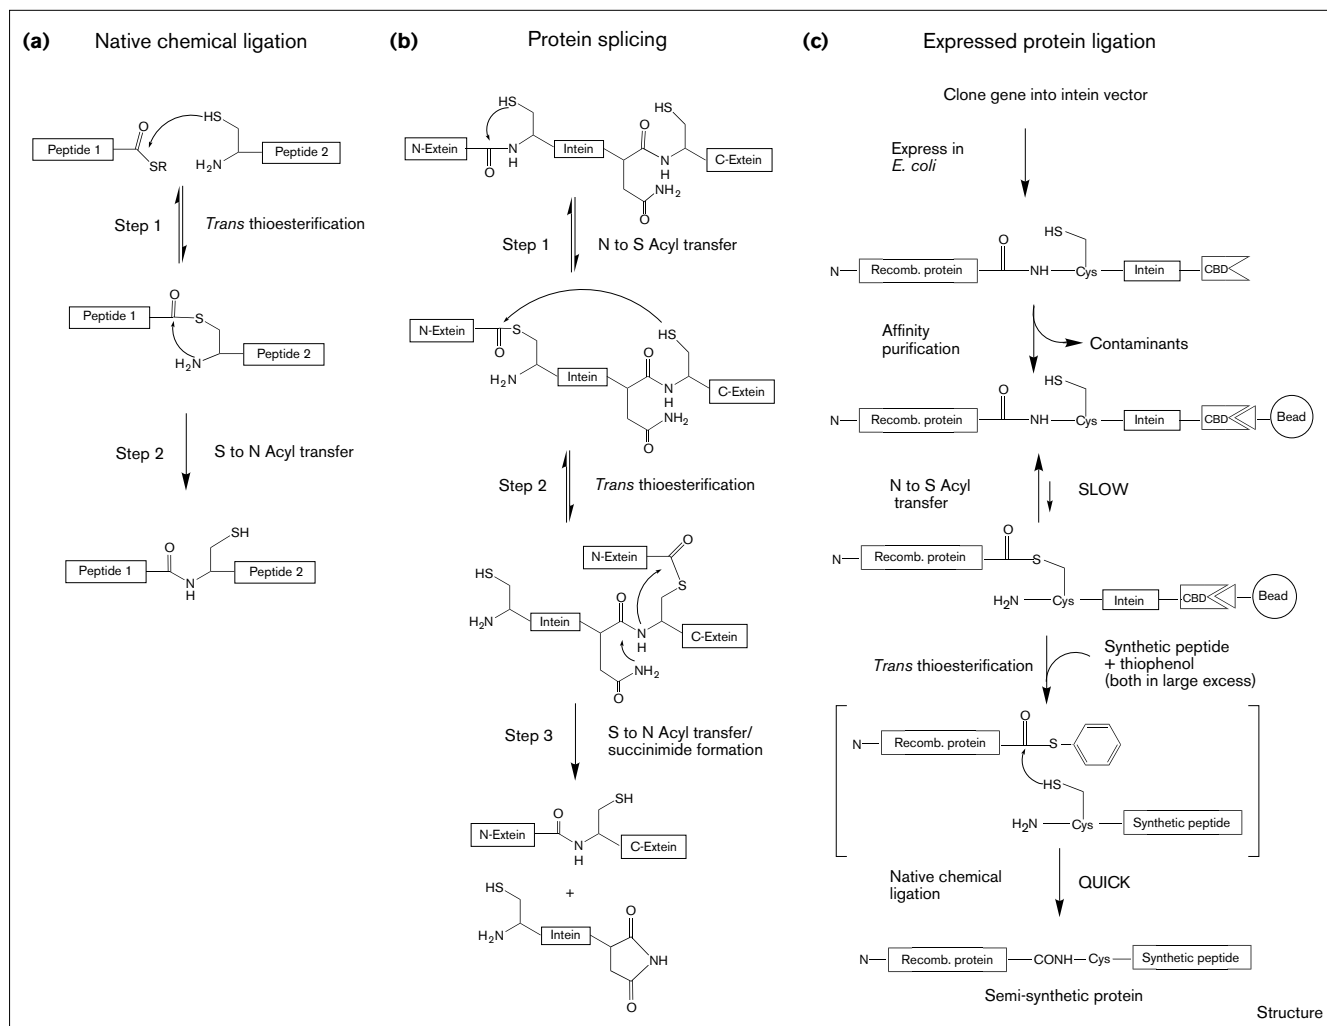 (a) Native chemical ligation
O
HS
Peptide 1
SR
H2N
Peptide 2
Step 1
Trans thioesterification
O
Peptide 1
S
H2N
Peptide 2
Step 2
S to N Acyl transfer
SH
O
Peptide 1
N
H
Peptide 2
(b) Protein splicing
HS
HS
O
N-Extein
N
H
O
Intein
N
H
C-Extein
NH2
O
Step 1
N to S Acyl transfer
N-Extein
S
O
HS
O
H2N
Intein
N
H
C-Extein
NH2
O
Step 2
Trans thioesterification
N-Extein
O
S
HS
O
H2N
Intein
N
H
C-Extein
NH2
O
Step 3
S to N Acyl transfer/
succinimide formation
SH
O
N-Extein
N
H
C-Extein
+
HS
O
H2N
Intein
NH
O
(c) Expressed protein ligation
Clone gene into intein vector
Express in
E. coli
HS
O
N
Recomb. protein
NH
Cys
Intein
CBD
Affinity
purification
Contaminants
HS
O
N
Recomb. protein
NH
Cys
Intein
CBD
Bead
N to S Acyl
transfer
SLOW
O
N
Recomb. protein
S
H2N
Cys
Intein
CBD
Bead
Trans thioesterification
Synthetic peptide
+ thiophenol
(both in large excess)
O
N
Recomb. protein
S
HS
H2N
Cys
Synthetic peptide
Native chemical
ligation
QUICK
N
Recomb. protein
CONH
Cys
Synthetic peptide
Semi-synthetic protein
Structure